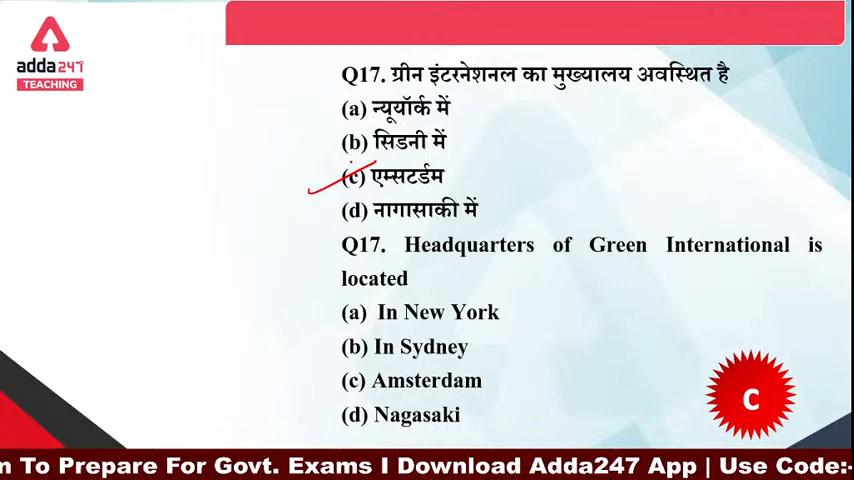 adda247
TEACHING
Q17. ग्रीन इंटरनेशनल का मुख्यालय अवस्थित है
(a) न्यूयॉर्क में
(b) सिडनी में
(c) एम्सटर्डम
(d) नागासाकी में
Q17. Headquarters of Green International is
located
(a) In New York
(b) In Sydney
(c) Amsterdam
(d) Nagasaki
C
n To Prepare For Govt. Exams I Download Adda247 App | Use Code:-